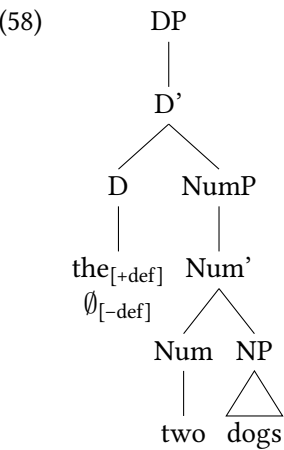 (58) DP
D’
D NumP
the[+def] Num’
∅[−def]
Num NP
two dogs